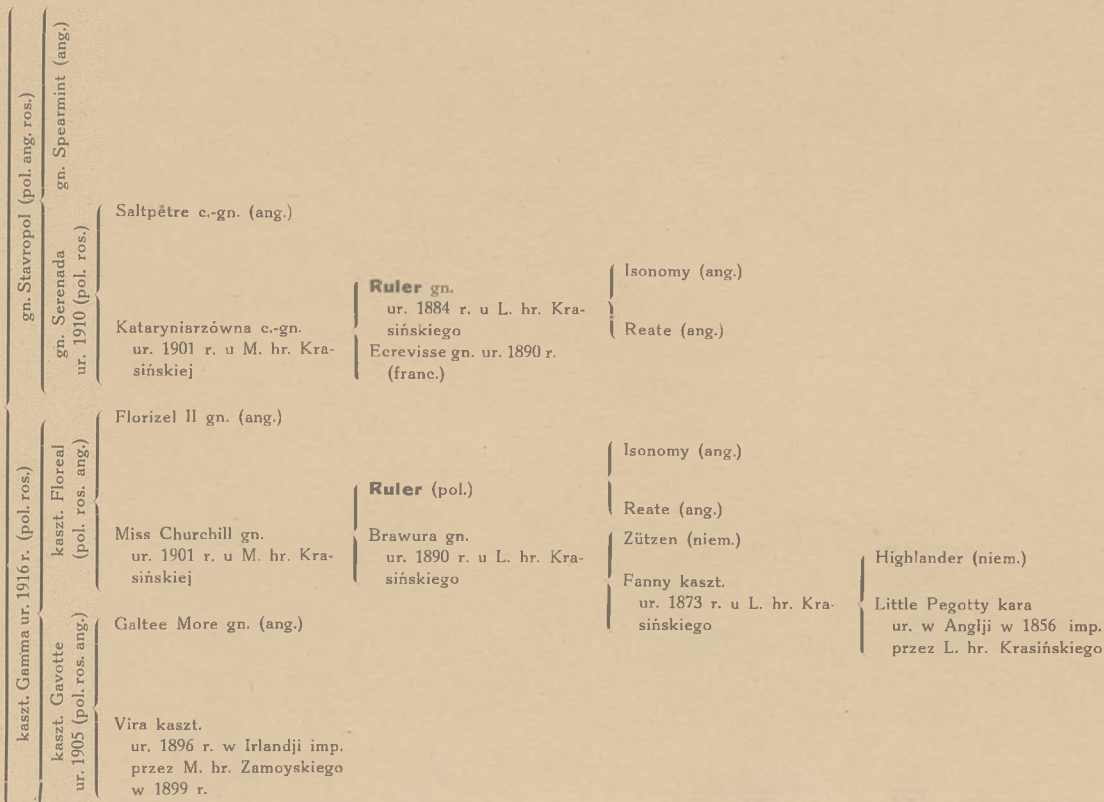 gn. Stavropol (pol. ang. ros.)
gn. Spearmint (ang.)
gn. Serenada
ur. 1910 (pol. ros.)
Saltpêtre c.-gn. (ang.)
Kataryniarzówna c.-gn.
ur. 1901 r. u M. hr. Kra-
sińskiej
Ruler gn.
ur. 1884 r. u L. hr. Kra-
sińskiego
Ecrevisse gn. ur. 1890 r.
(franc.)
Isonomy (ang.)
Reate (ang.)
kaszt. Gamma ur. 1916 r. (pol. ros.)
kaszt. Floreal
(pol. ros. ang.)
Florizel II gn. (ang.)
Miss Churchill gn.
ur. 1901 r. u M. hr. Kra-
sińskiej
Ruler (pol.)
Brawura gn.
ur. 1890 r. u L. hr. Kra-
sińskiego
Isonomy (ang.)
Reate (ang.)
Zützen (niem.)
Fanny kaszt.
ur. 1873 r. u L. hr. Kra-
sińskiego
Highlander (niem.)
Little Pegotty kara
ur. w Anglji w 1856 imp.
przez L. hr. Krasińskiego
kaszt. Gavotte
ur. 1905 (pol. ros. ang.)
Galtee More gn. (ang.)
Vira kaszt.
ur. 1896 r. w Irlandji imp.
przez M. hr. Zamoyskiego
w 1899 r.